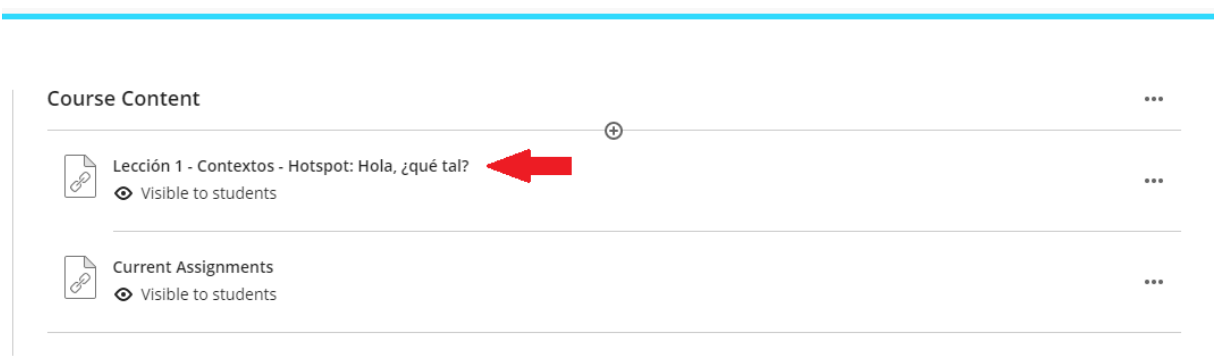 Course Content
Lección 1 - Contextos - Hotspot: Hola, ¿qué tal?
Visible to students
Current Assignments
Visible to students